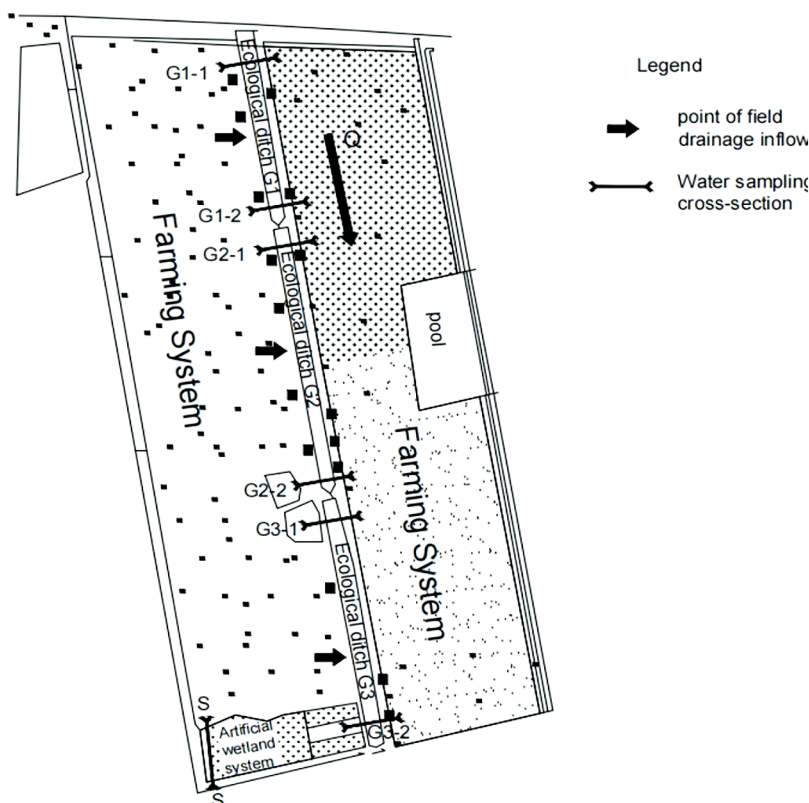 G1-1
Ecological ditch G1
Q
G1-2
G2-1
Farming System
Ecological ditch G2
pool
G2-2
G3-1
Farming System
Ecological ditch G3
S
Artificial
wetland
system
G3-2
S
Legend
point of field
drainage inflow
Water sampling
cross-section